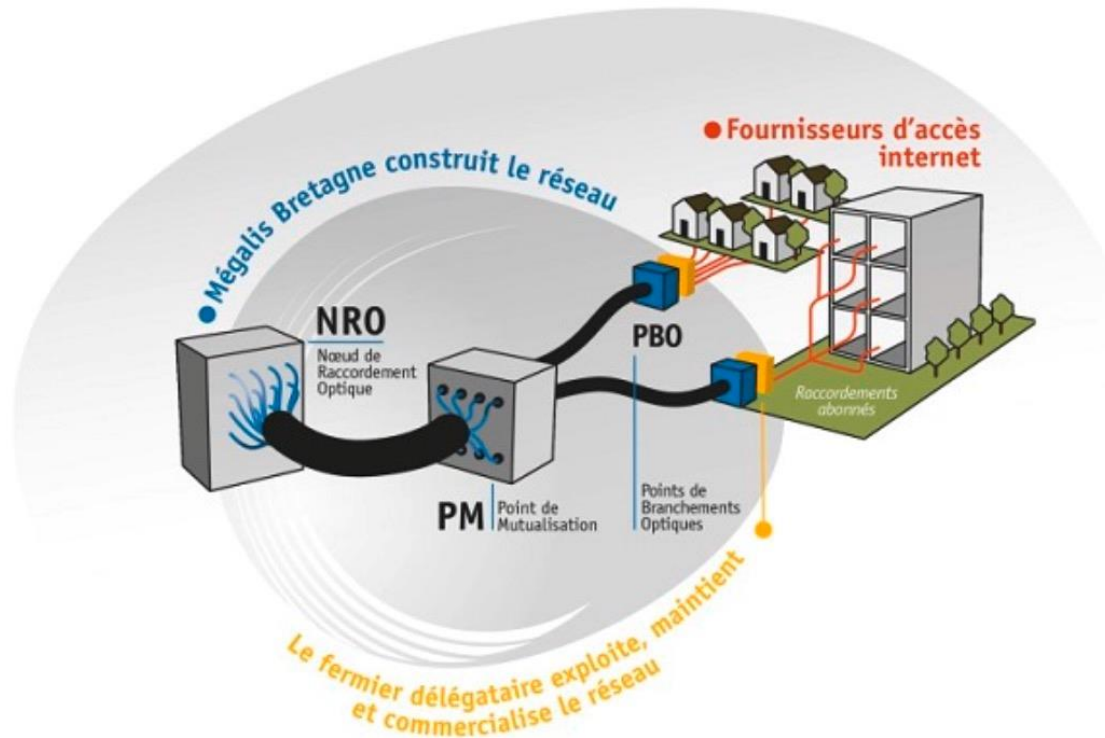 Fournisseurs d'accès
internet
Mégalis Bretagne construit le réseau
NRO
Nœud de
Raccordement
Optique
PBO
Raccordements
abonnés
PM
Point de
Mutualisation
Points de
Branchements
Optiques
Le fermier délégataire exploite, maintient
et commercialise le réseau